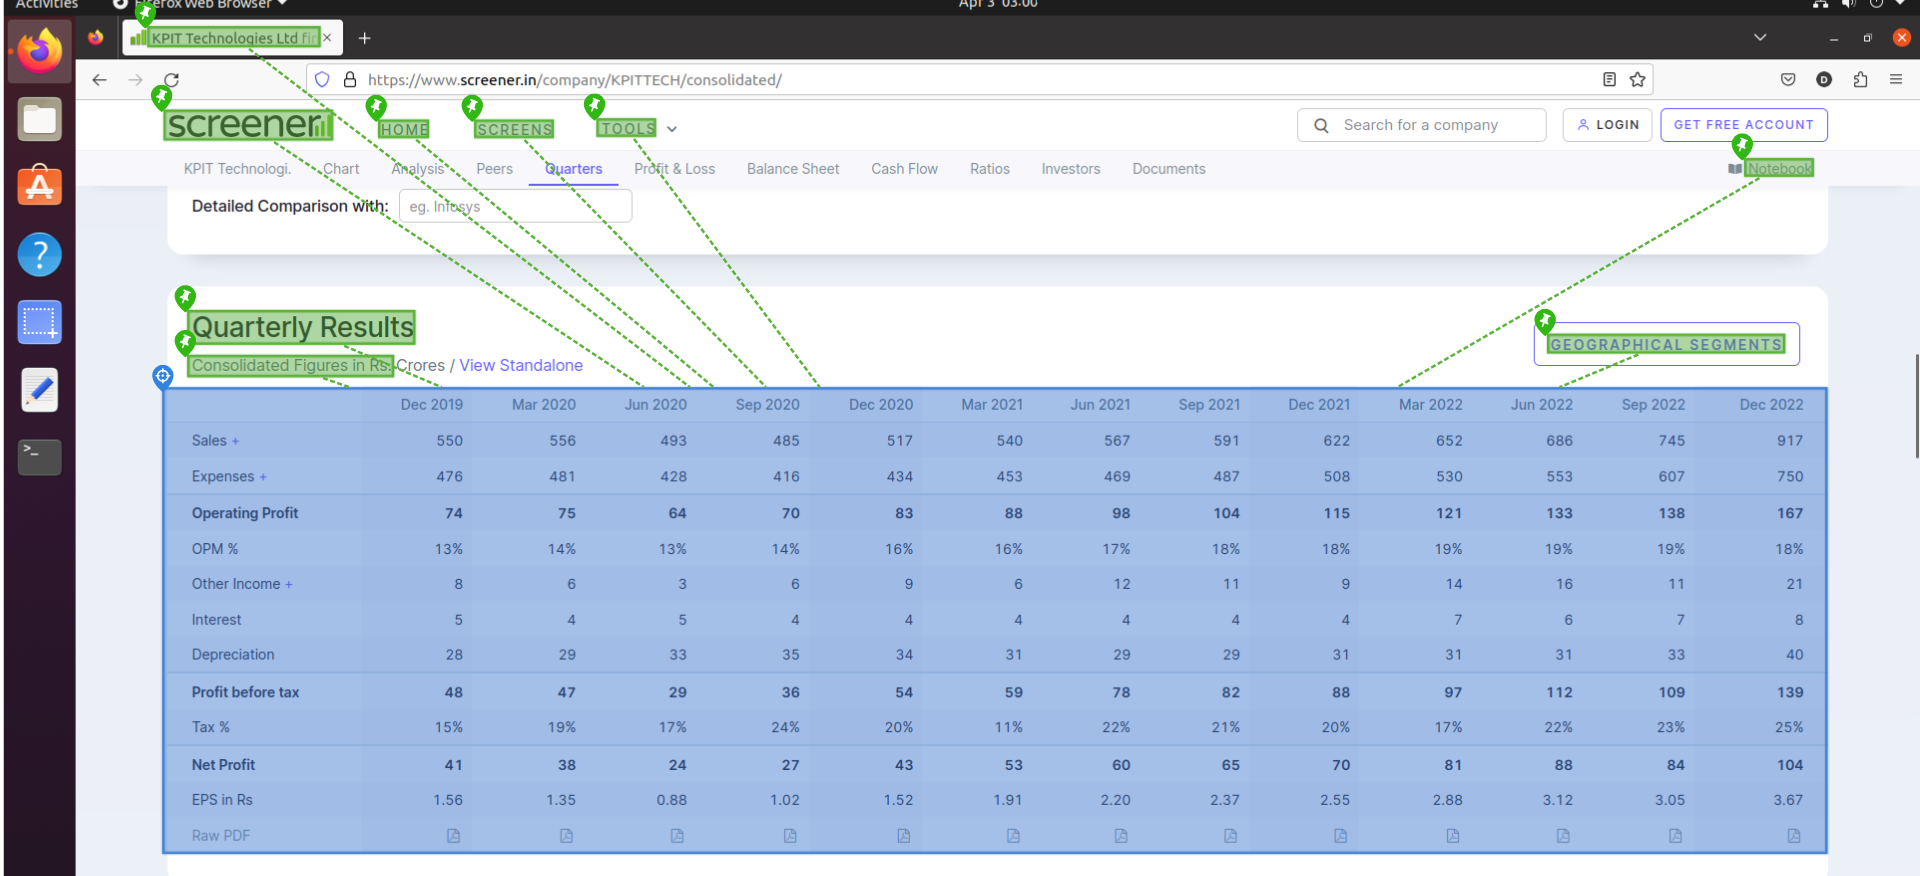 Activities Firefox Web Browser Apr 3 03:00
KPIT Technologies Ltd fi
https://www.screener.in/company/KPITTECH/consolidated/
screener HOME SCREENS TOOLS Search for a company LOGIN GET FREE ACCOUNT
KPIT Technologi. Chart Analysis Peers Quarters Profit & Loss Balance Sheet Cash Flow Ratios Investors Documents Notebook
Detailed Comparison with: eg. Infosys
Quarterly Results
GEOGRAPHICAL SEGMENTS
Consolidated Figures in Rs. Crores / View Standalone
Dec 2019 Mar 2020 Jun 2020 Sep 2020 Dec 2020 Mar 2021 Jun 2021 Sep 2021 Dec 2021 Mar 2022 Jun 2022 Sep 2022 Dec 2022
Sales + 550 556 493 485 517 540 567 591 622 652 686 745 917
Expenses + 476 481 428 416 434 453 469 487 508 530 553 607 750
Operating Profit 74 75 64 70 83 88 98 104 115 121 133 138 167
OPM % 13% 14% 13% 14% 16% 16% 17% 18% 18% 19% 19% 19% 18%
Other Income + 8 6 3 6 9 6 12 11 9 14 16 11 21
Interest 5 4 5 4 4 4 4 4 4 7 6 7 8
Depreciation 28 29 33 35 34 31 29 29 31 31 31 33 40
Profit before tax 48 47 29 36 54 59 78 82 88 97 112 109 139
Tax % 15% 19% 17% 24% 20% 11% 22% 21% 20% 17% 22% 23% 25%
Net Profit 41 38 24 27 43 53 60 65 70 81 88 84 104
EPS in Rs 1.56 1.35 0.88 1.02 1.52 1.91 2.20 2.37 2.55 2.88 3.12 3.05 3.67
Raw PDF